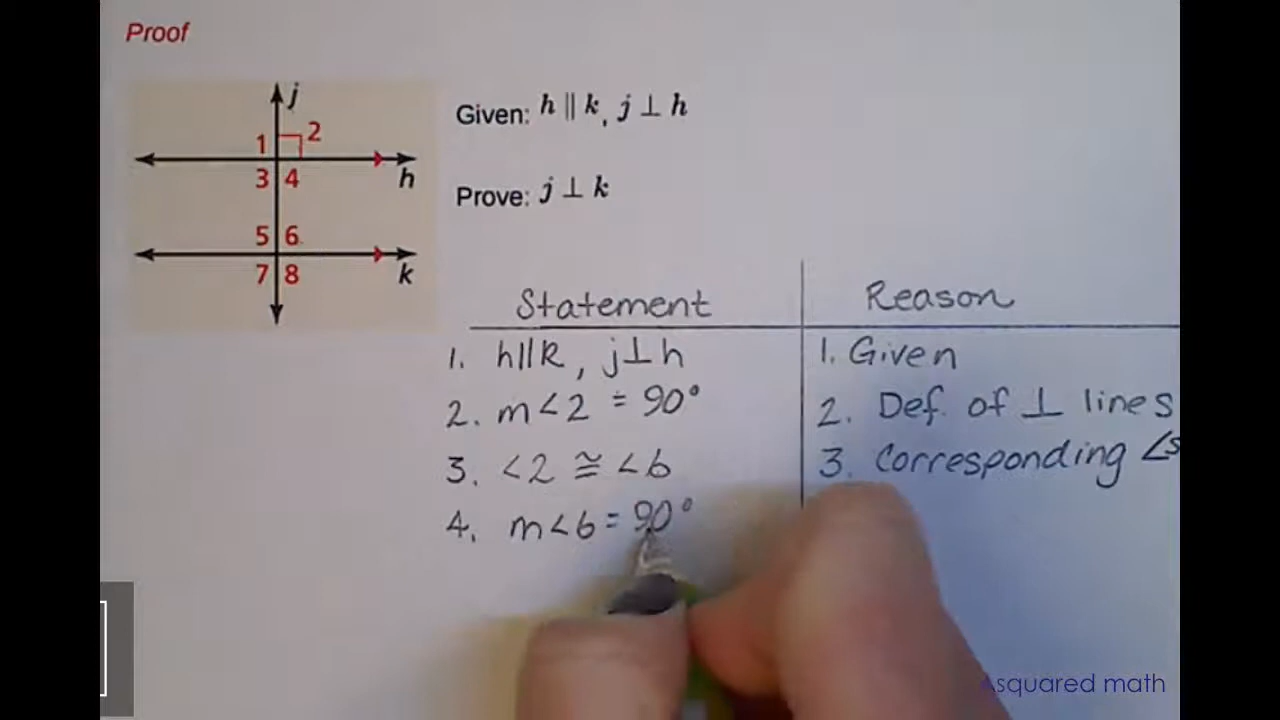 Proof
j
1 2
3 4 h
5 6
7 8 k
Given: h ∥ k, j ⊥ h
Prove: j ⊥ k
Statement Reason
1. h∥k, j⊥h 1. Given
2. m∠2 = 90° 2. Def. of ⊥ lines
3. ∠2 ≅ ∠6 3. Corresponding ∠s
4. m∠6 = 90°
Asquared math